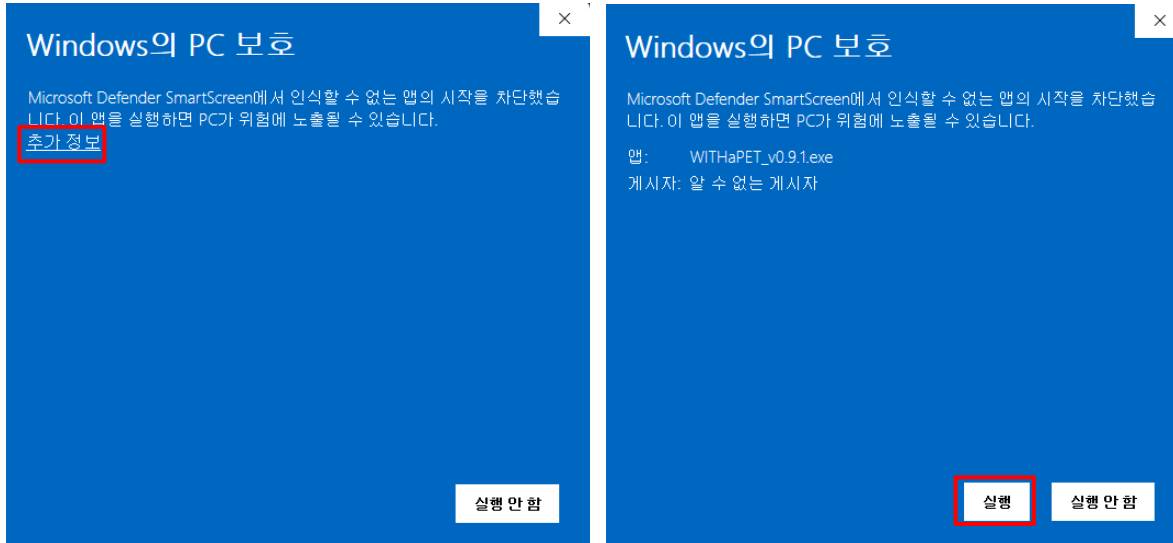 Windows의 PC 보호
Microsoft Defender SmartScreen에서 인식할 수 없는 앱의 시작을 차단했습
니다. 이 앱을 실행하면 PC가 위험에 노출될 수 있습니다.
추가 정보
실행 안 함
Windows의 PC 보호
Microsoft Defender SmartScreen에서 인식할 수 없는 앱의 시작을 차단했습
니다. 이 앱을 실행하면 PC가 위험에 노출될 수 있습니다.
앱: WITHaPET_v0.9.1.exe
게시자: 알 수 없는 게시자
실행 실행 안 함